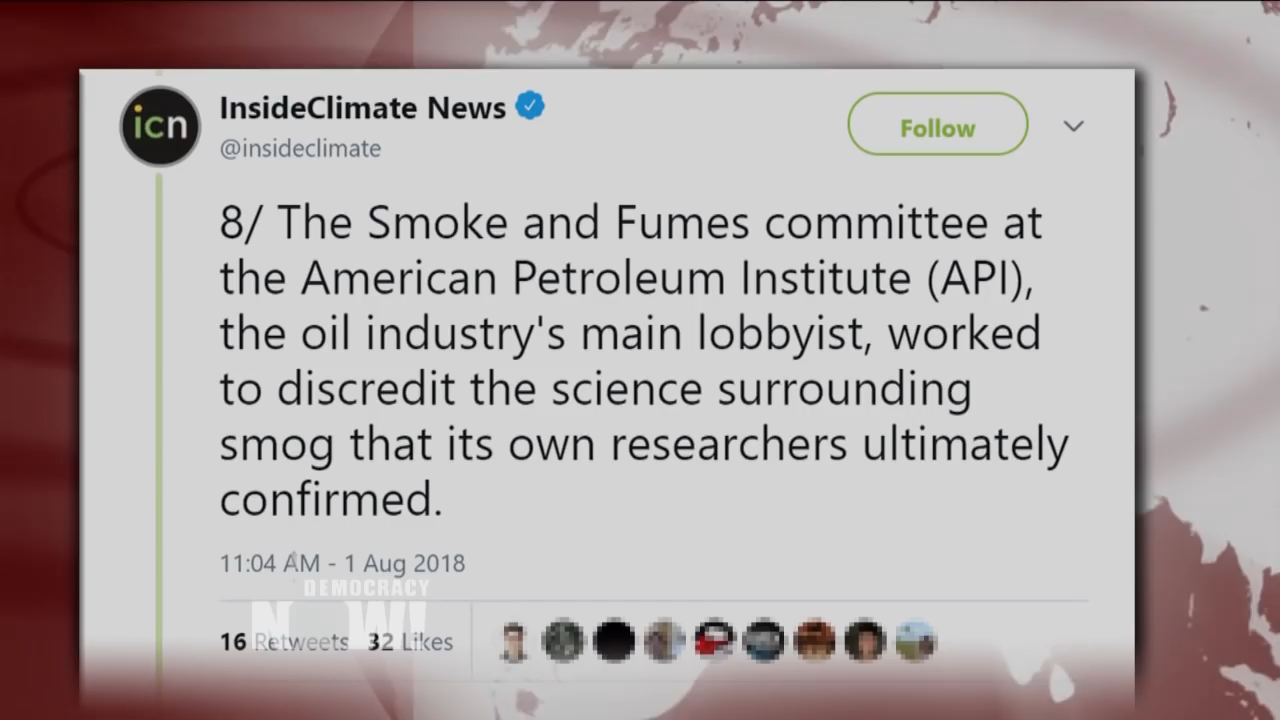 icn
InsideClimate News
@insideclimate
Follow
8/ The Smoke and Fumes committee at
the American Petroleum Institute (API),
the oil industry's main lobbyist, worked
to discredit the science surrounding
smog that its own researchers ultimately
confirmed.
11:04 AM - 1 Aug 2018
DEMOCRACY
NOW!
16 Retweets 32 Likes